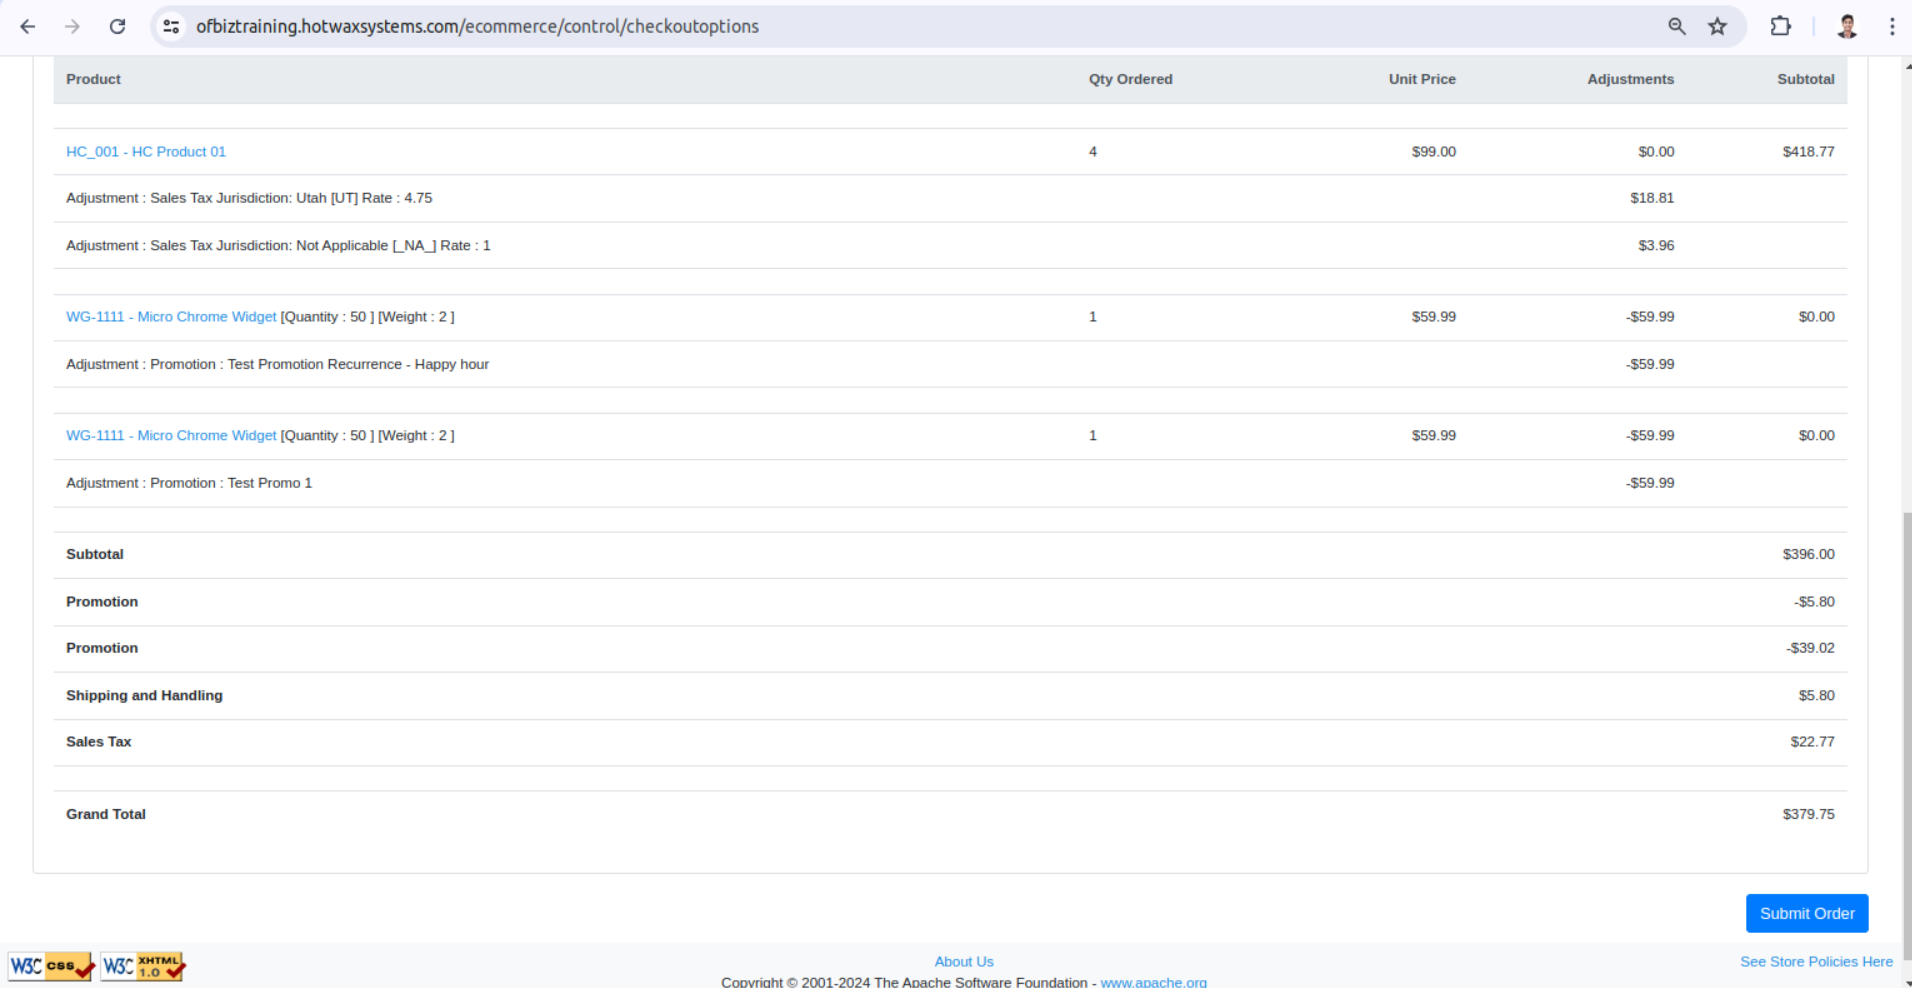 ofbiztraining.hotwaxsystems.com/ecommerce/control/checkoutoptions
Product Qty Ordered Unit Price Adjustments Subtotal
HC_001 - HC Product 01 4 $99.00 $0.00 $418.77
Adjustment : Sales Tax Jurisdiction: Utah [UT] Rate : 4.75 $18.81
Adjustment : Sales Tax Jurisdiction: Not Applicable [_NA_] Rate : 1 $3.96
WG-1111 - Micro Chrome Widget [Quantity : 50 ] [Weight : 2 ] 1 $59.99 -$59.99 $0.00
Adjustment : Promotion : Test Promotion Recurrence - Happy hour -$59.99
WG-1111 - Micro Chrome Widget [Quantity : 50 ] [Weight : 2 ] 1 $59.99 -$59.99 $0.00
Adjustment : Promotion : Test Promo 1 -$59.99
Subtotal $396.00
Promotion -$5.80
Promotion -$39.02
Shipping and Handling $5.80
Sales Tax $22.77
Grand Total $379.75
Submit Order
W3C css W3C XHTML 1.0 About Us See Store Policies Here
Copyright © 2001-2024 The Apache Software Foundation - www.apache.org